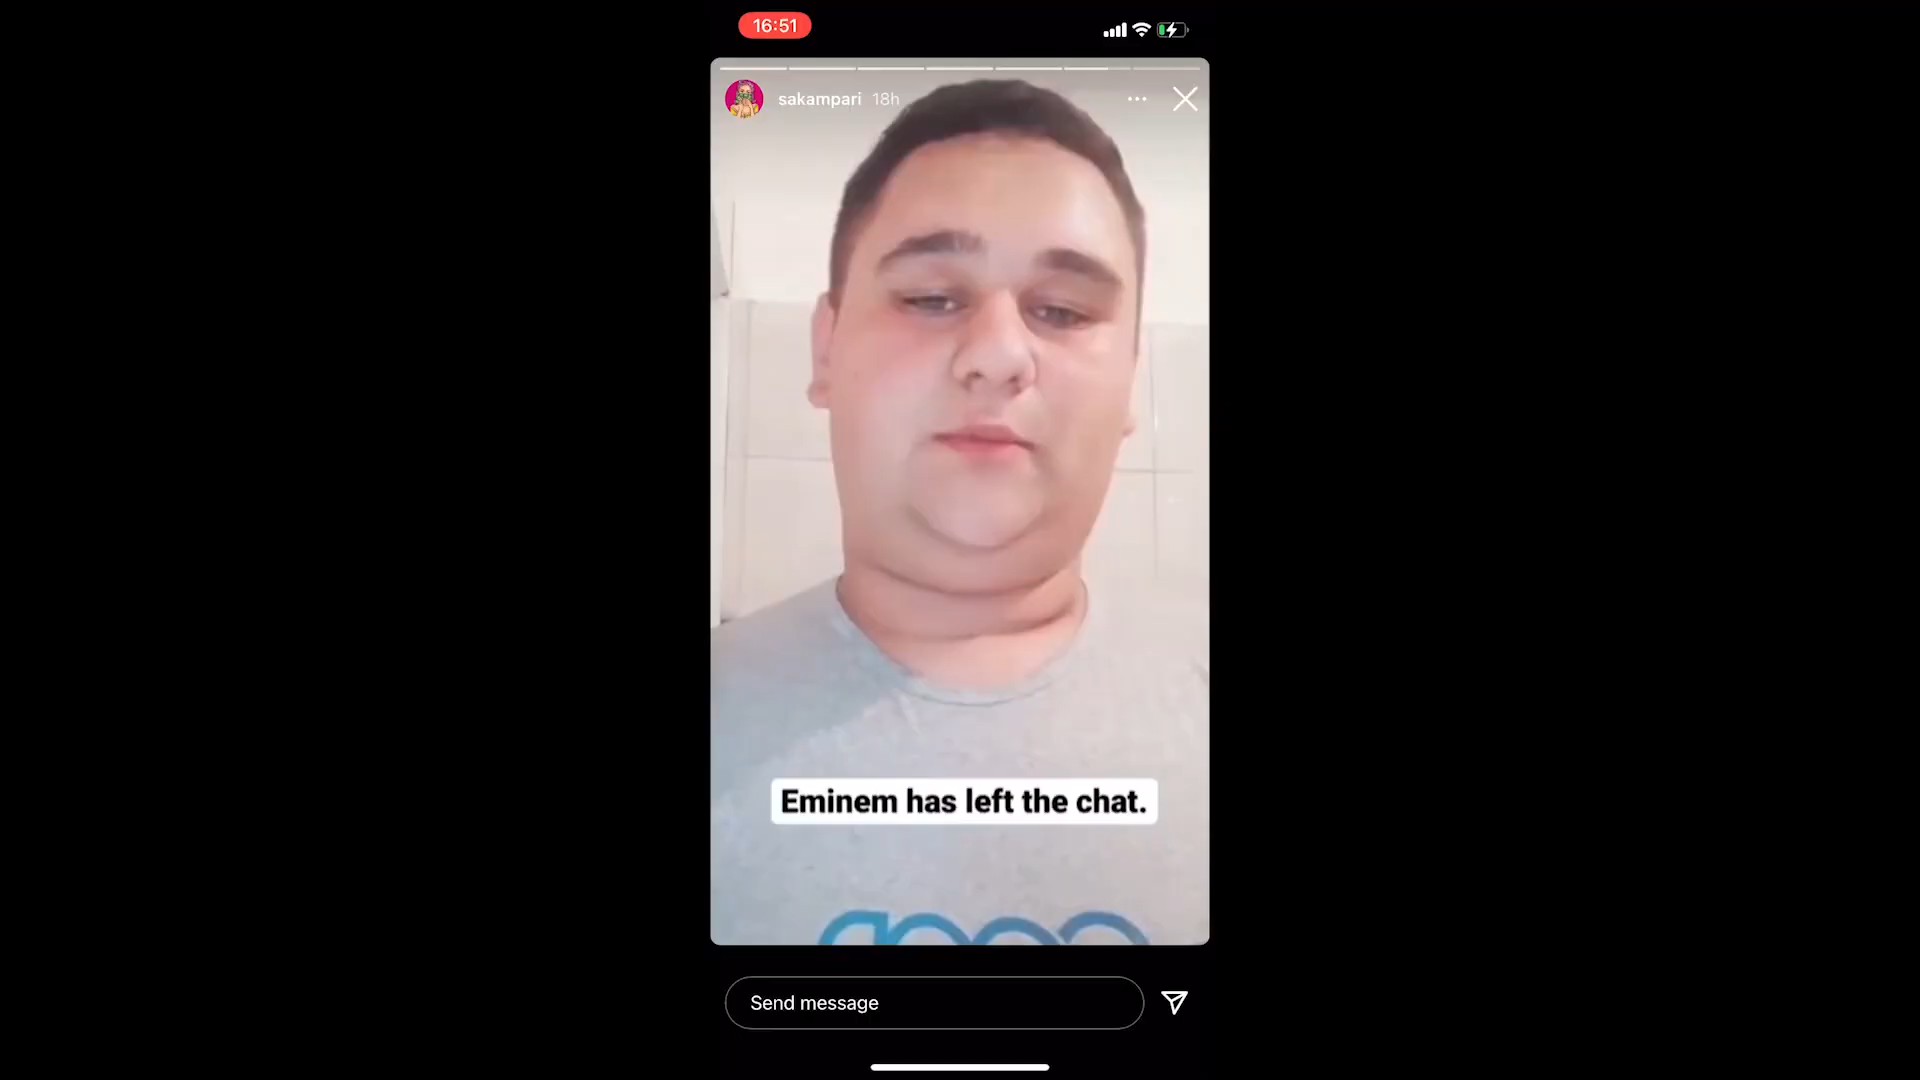 16:51
sakampari 18h
Eminem has left the chat.
Send message